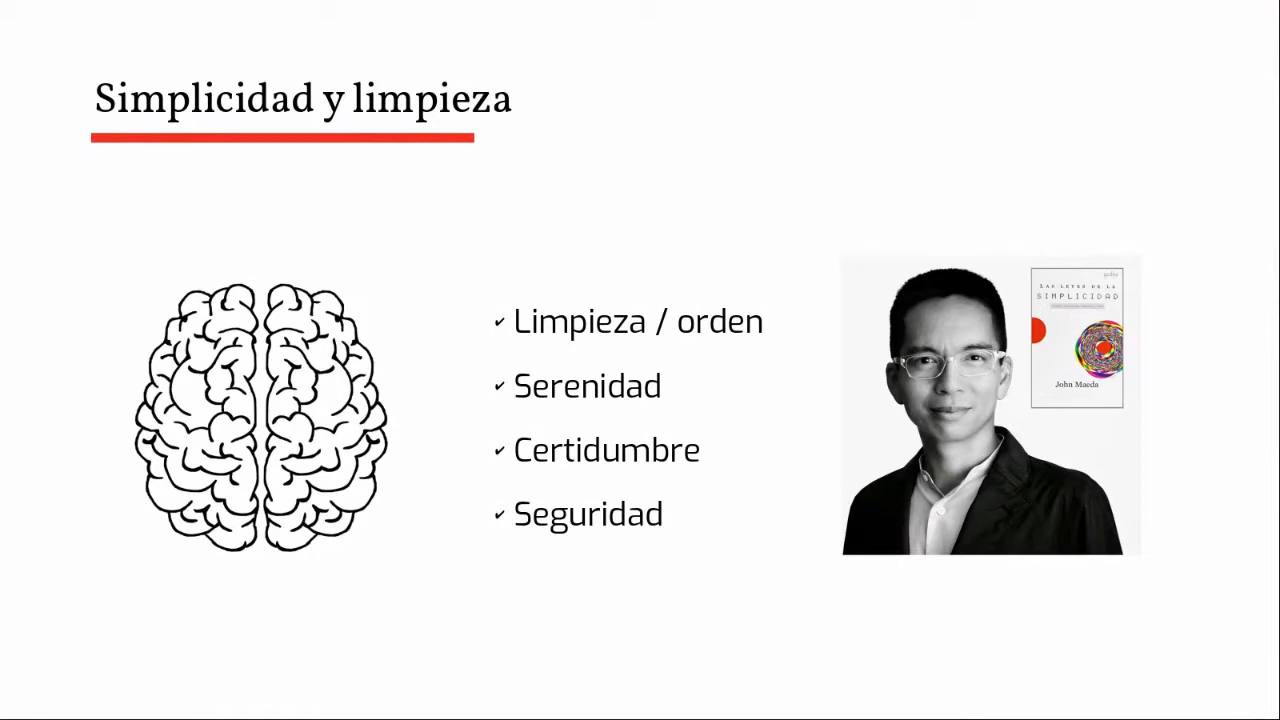 Simplicidad y limpieza
✓ Limpieza / orden
✓ Serenidad
✓ Certidumbre
✓ Seguridad
LAS LEYES DE LA
SIMPLICIDAD
John Maeda